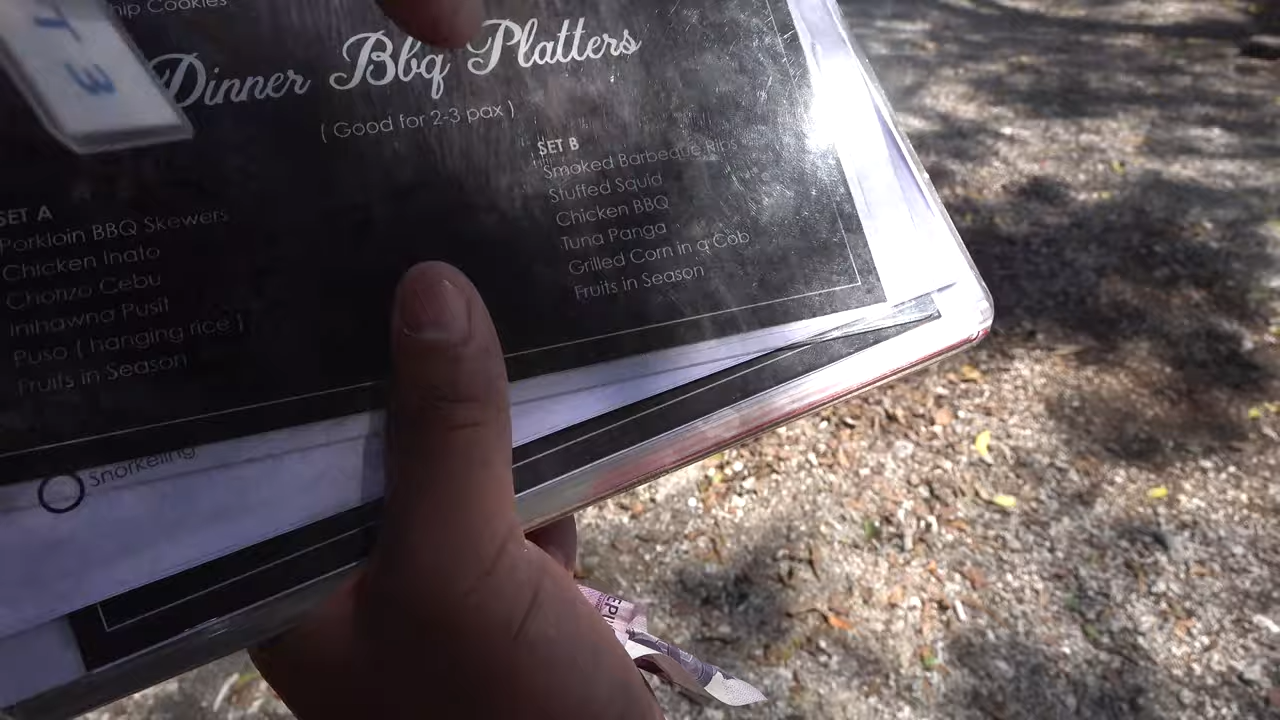 hip Cookies
Dinner Bbq Platters
( Good for 2-3 pax )
SET A
Porkloin BBQ Skewers
Chicken Inato
Chorizo Cebu
Inihawna Pusit
Puso ( hanging rice )
Fruits in Season
SET B
Smoked Barbeque Ribs
Stuffed Squid
Chicken BBQ
Tuna Panga
Grilled Corn in a Cob
Fruits in Season
Snorkeling